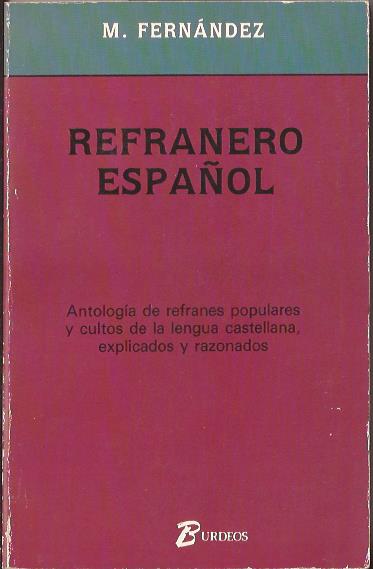 M. FERNÁNDEZ
REFRANERO
ESPAÑOL
Antología de refranes populares
y cultos de la lengua castellana,
explicados y razonados
BURDEOS